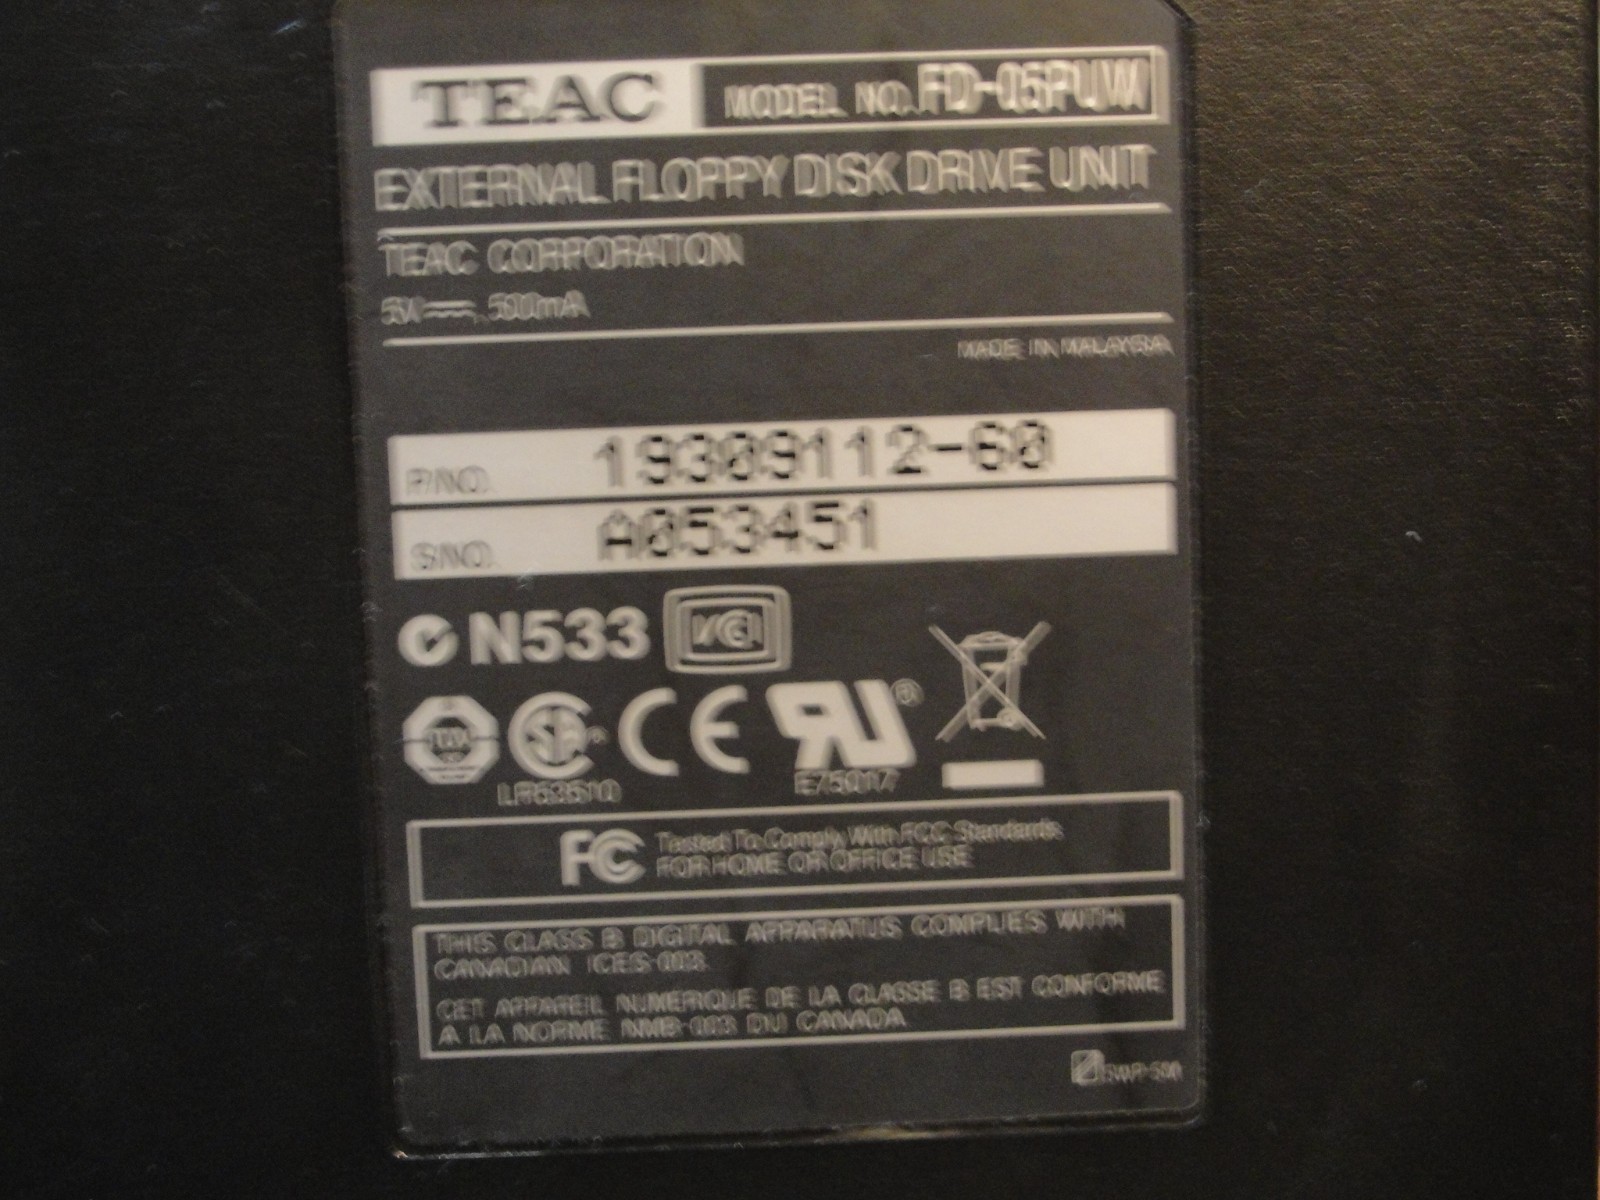 TEAC MODEL NO. FD-05PUW
EXTERNAL FLOPPY DISK DRIVE UNIT
TEAC CORPORATION
5V 500mA
MADE IN MALAYSIA
P/NO. 19309112-60
S/NO. A053451
N533 VCCI
CE
E75017
FC Tested To Comply With FCC Standards
FOR HOME OR OFFICE USE
THIS CLASS B DIGITAL APPARATUS COMPLIES WITH
CANADIAN ICES-003
CET APPAREIL NUMERIQUE DE LA CLASSE B EST CONFORME
A LA NORME NMB-003 DU CANADA